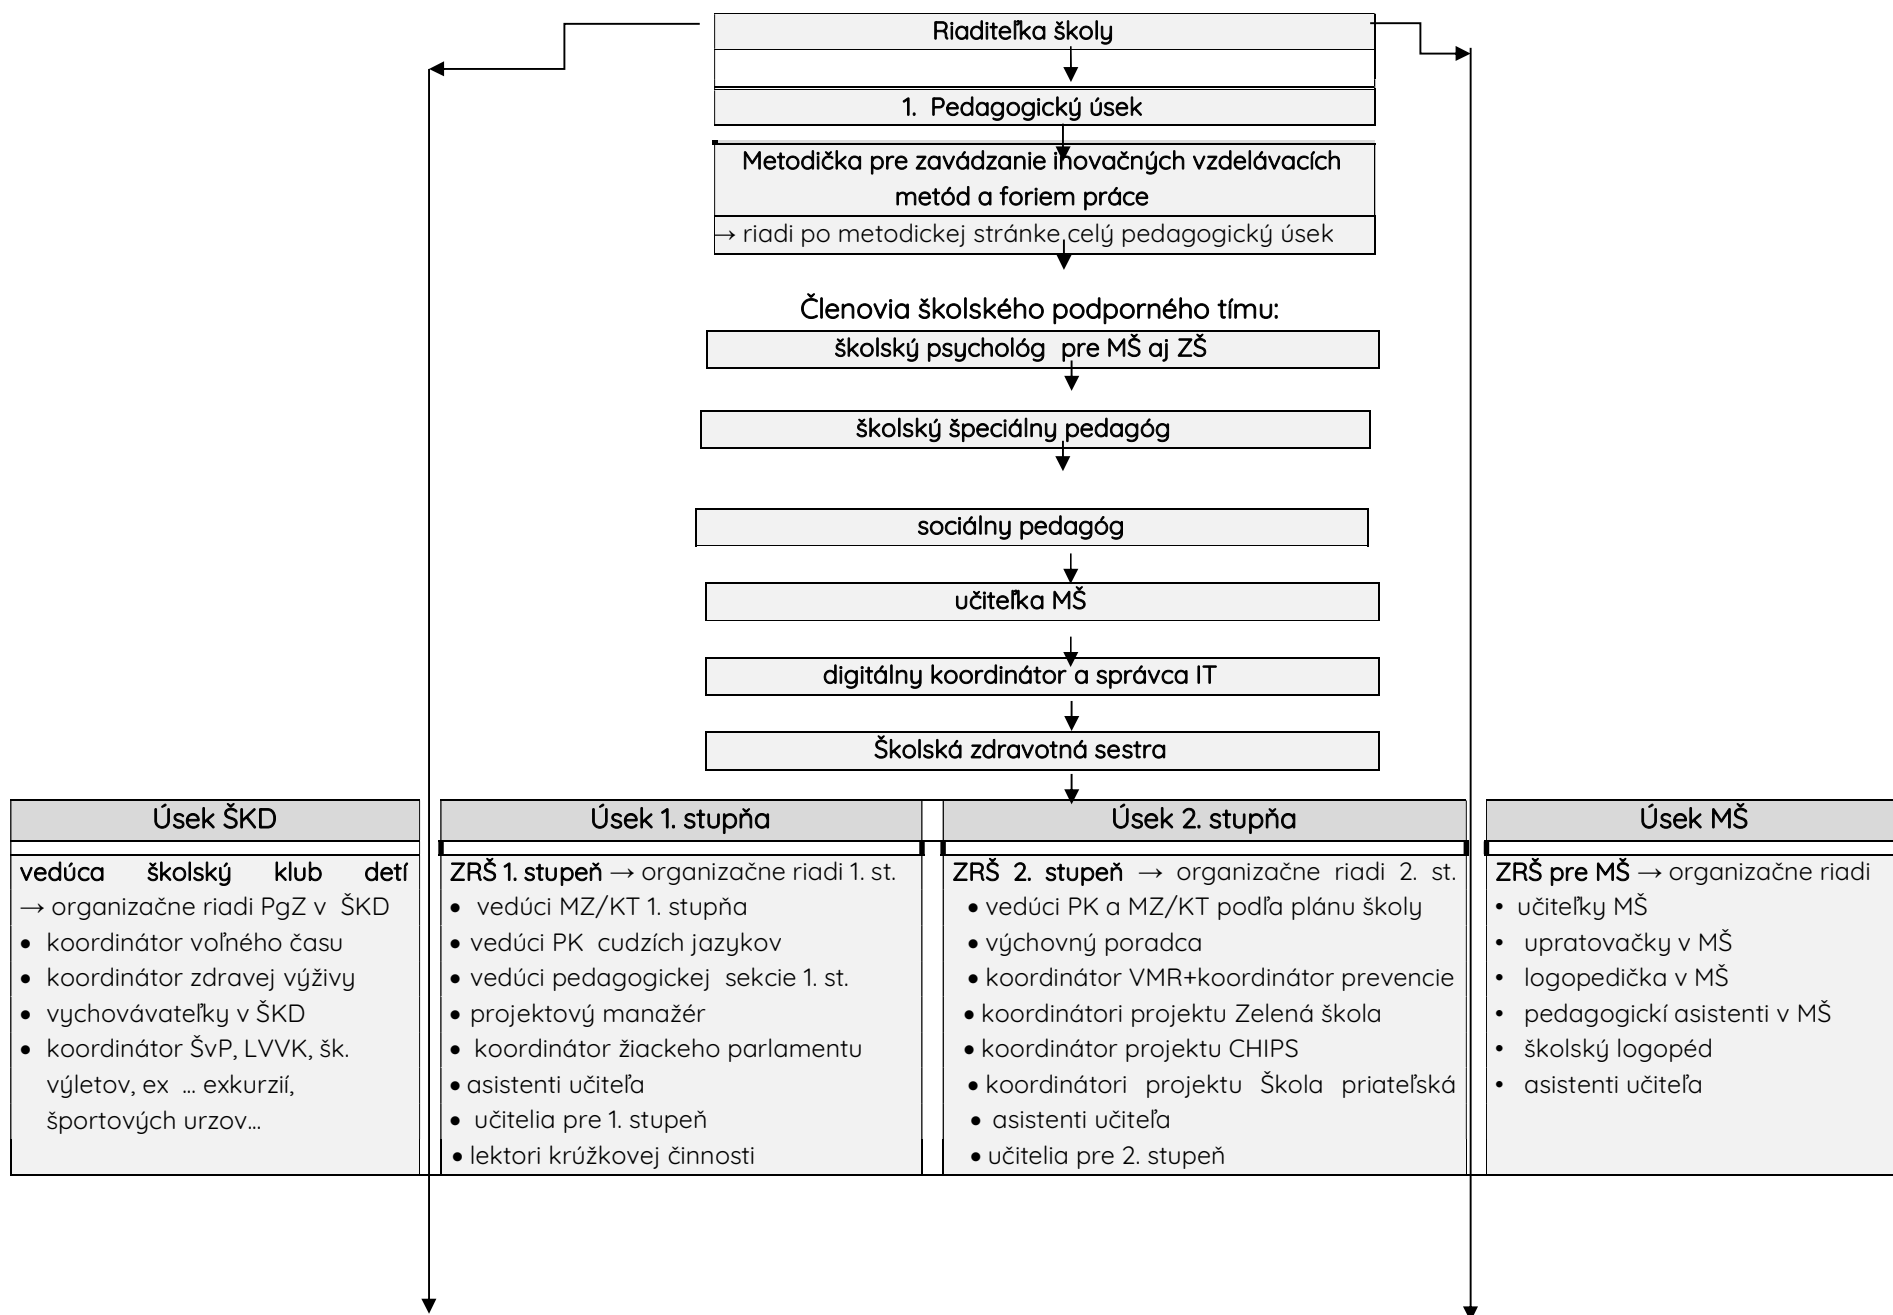 Riaditeľka školy
1. Pedagogický úsek
Metodička pre zavádzanie inovačných vzdelávacích
metód a foriem práce
→ riadi po metodickej stránke celý pedagogický úsek
Členovia školského podporného tímu:
školský psychológ pre MŠ aj ZŠ
školský špeciálny pedagóg
sociálny pedagóg
učiteľka MŠ
digitálny koordinátor a správca IT
Školská zdravotná sestra
Úsek ŠKD
vedúca školský klub detí
→ organizačne riadi PgZ v ŠKD
• koordinátor voľného času
• koordinátor zdravej výživy
• vychovávateľky v ŠKD
• koordinátor ŠvP, LVVK, šk.
výletov, ex ... exkurzií,
športových urzov...
Úsek 1. stupňa
ZRŠ 1. stupeň → organizačne riadi 1. st.
• vedúci MZ/KT 1. stupňa
• vedúci PK cudzích jazykov
• vedúci pedagogickej sekcie 1. st.
• projektový manažér
• koordinátor žiackeho parlamentu
• asistenti učiteľa
• učitelia pre 1. stupeň
• lektori krúžkovej činnosti
Úsek 2. stupňa
ZRŠ 2. stupeň → organizačne riadi 2. st.
• vedúci PK a MZ/KT podľa plánu školy
• výchovný poradca
• koordinátor VMR+koordinátor prevencie
• koordinátori projektu Zelená škola
• koordinátor projektu CHIPS
• koordinátori projektu Škola priateľská
• asistenti učiteľa
• učitelia pre 2. stupeň
Úsek MŠ
ZRŠ pre MŠ → organizačne riadi
• učiteľky MŠ
• upratovačky v MŠ
• logopedička v MŠ
• pedagogickí asistenti v MŠ
• školský logopéd
• asistenti učiteľa